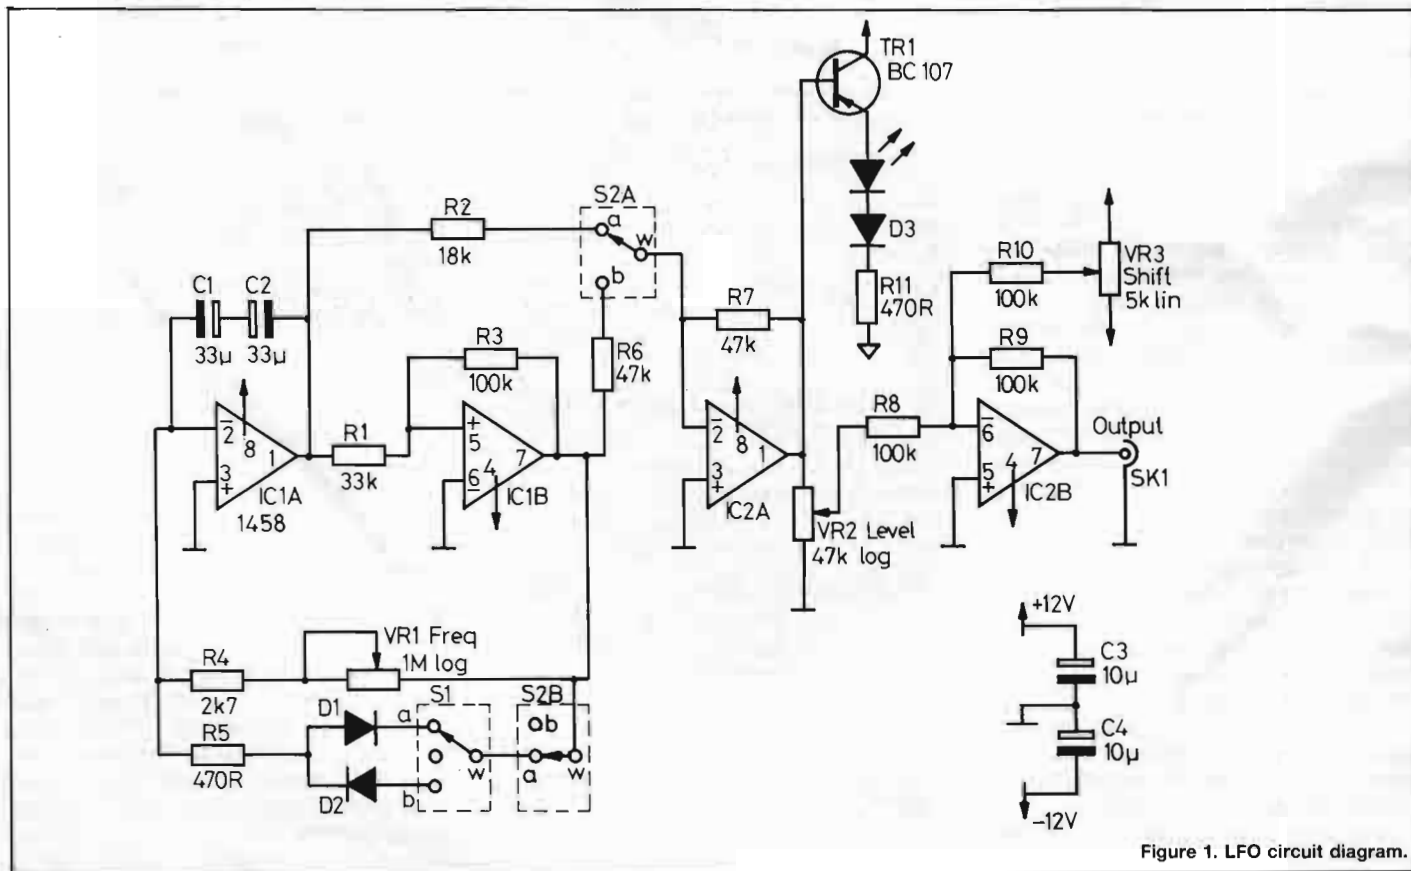 TR1
BC 107
S2A
a
w
b
R2
18k
C1
C2
33μ
33μ
R3
100k
R6
47k
R7
47k
D3
R11
470R
R10
100k
VR3
Shift
5k lin
R9
100k
R8
100k
Output
SK1
−
2
8
1
3
+
IC1A
1458
R1
33k
+
5
4
7
6
−
IC1B
−
2
8
1
3
+
IC2A
VR2 Level
47k log
−
6
4
7
5
+
IC2B
VR1 Freq
1M log
R4
2k7
R5
470R
D1
D2
S1
a
w
b
S2B
b
a
w
+12V
C3
10μ
C4
10μ
−12V
Figure 1. LFO circuit diagram.